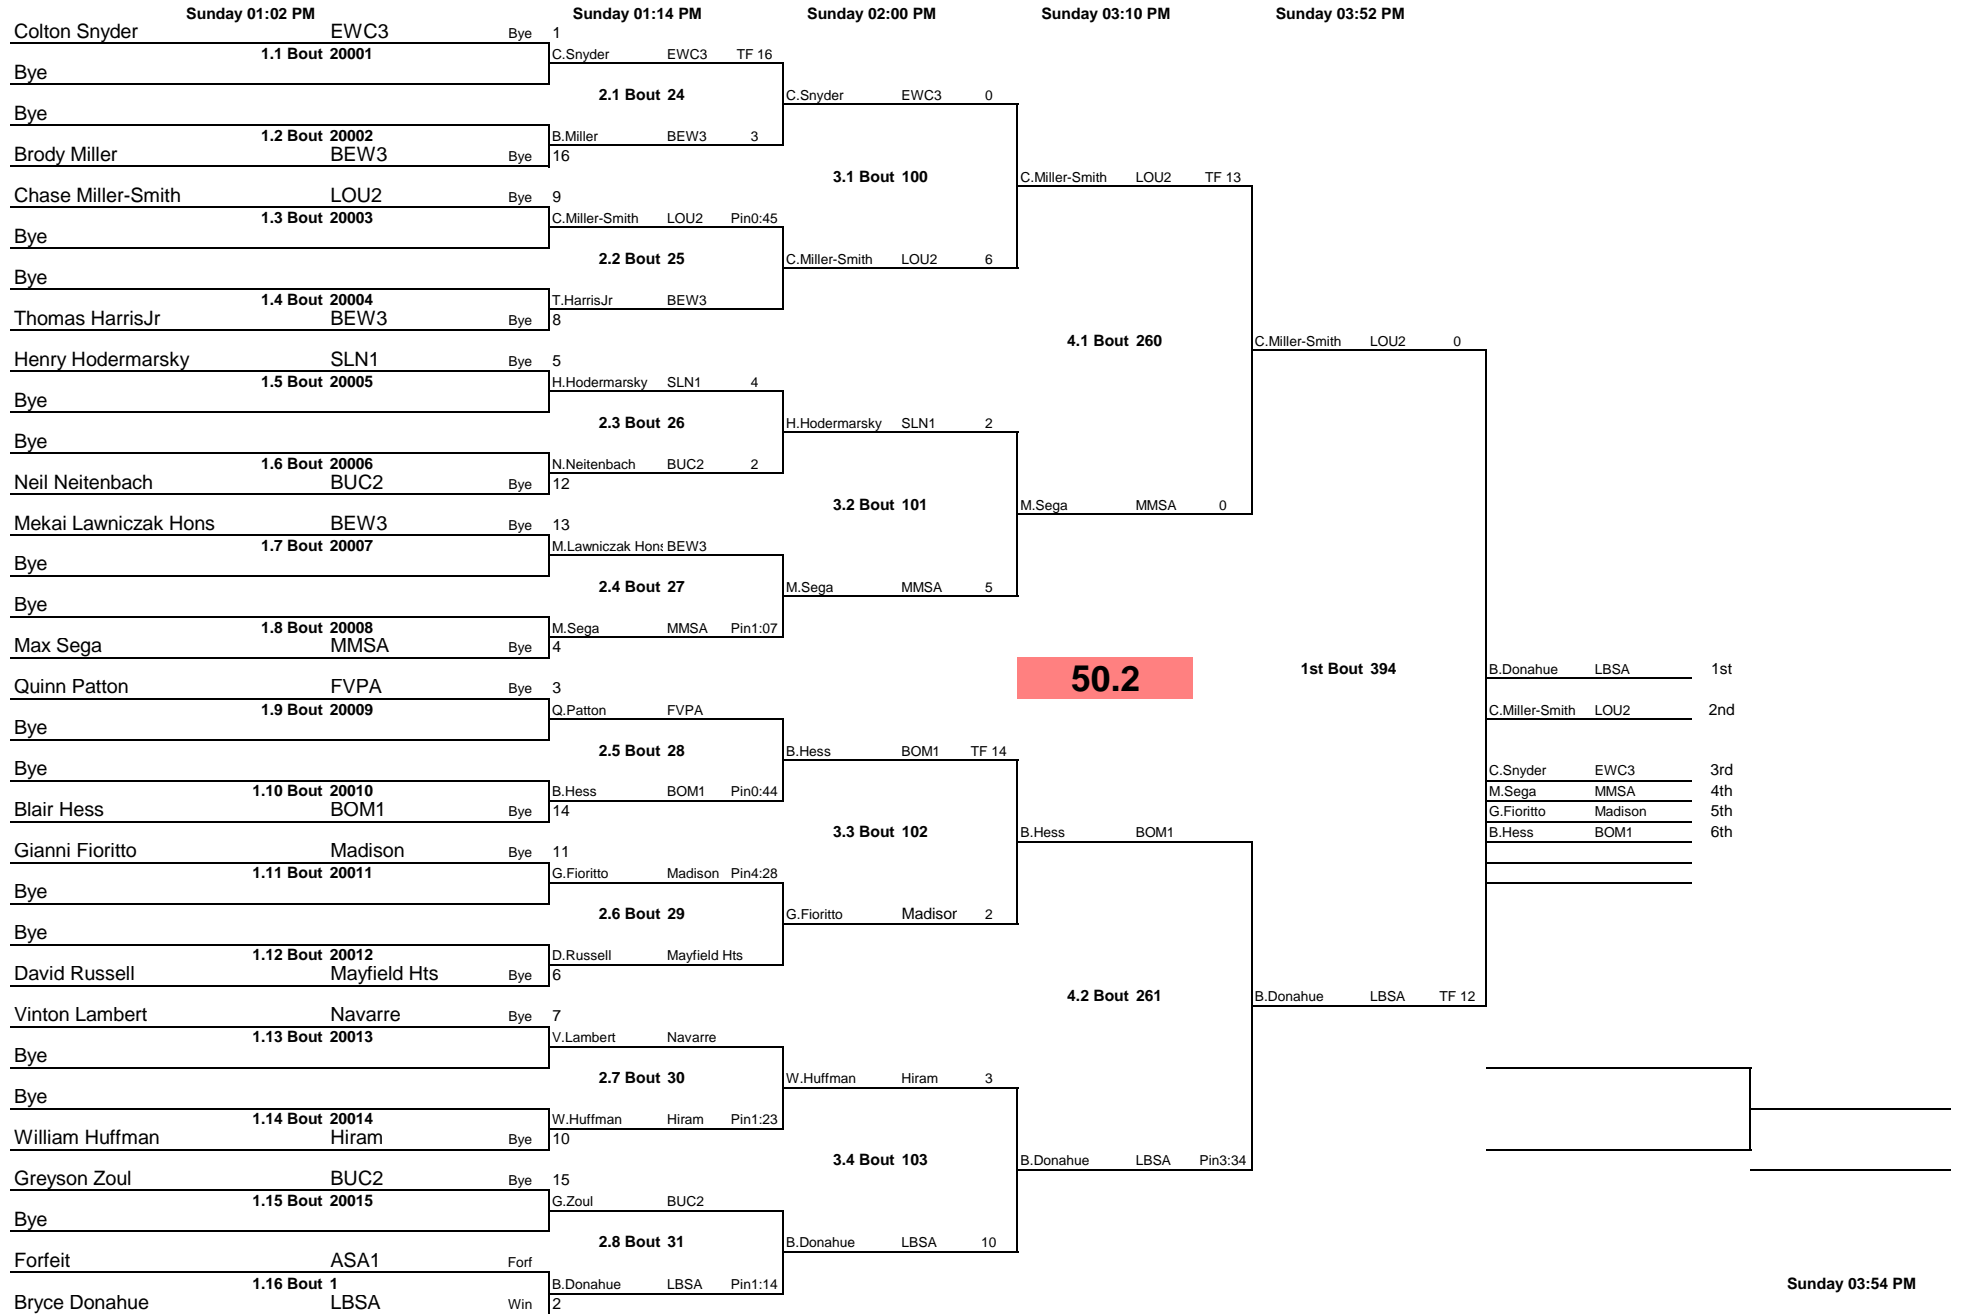 Sunday 01:02 PM Sunday 01:14 PM Sunday 02:00 PM Sunday 03:10 PM Sunday 03:52 PM
Colton Snyder EWC3 Bye 1
1.1 Bout 20001 C.Snyder EWC3 TF 16
Bye
2.1 Bout 24 C.Snyder EWC3 0
Bye
1.2 Bout 20002 B.Miller BEW3 3
Brody Miller BEW3 Bye 16
3.1 Bout 100 C.Miller-Smith LOU2 TF 13
Chase Miller-Smith LOU2 Bye 9
1.3 Bout 20003 C.Miller-Smith LOU2 Pin0:45
Bye
2.2 Bout 25 C.Miller-Smith LOU2 6
Bye
1.4 Bout 20004 T.HarrisJr BEW3
Thomas HarrisJr BEW3 Bye 8
4.1 Bout 260 C.Miller-Smith LOU2 0
Henry Hodermarsky SLN1 Bye 5
1.5 Bout 20005 H.Hodermarsky SLN1 4
Bye
2.3 Bout 26 H.Hodermarsky SLN1 2
Bye
1.6 Bout 20006 N.Neitenbach BUC2 2
Neil Neitenbach BUC2 Bye 12
3.2 Bout 101 M.Sega MMSA 0
Mekai Lawniczak Hons BEW3 Bye 13
1.7 Bout 20007 M.Lawniczak Hons BEW3
Bye
2.4 Bout 27 M.Sega MMSA 5
Bye
1.8 Bout 20008 M.Sega MMSA Pin1:07
Max Sega MMSA Bye 4
50.2 1st Bout 394 B.Donahue LBSA 1st
Quinn Patton FVPA Bye 3
1.9 Bout 20009 Q.Patton FVPA C.Miller-Smith LOU2 2nd
Bye
2.5 Bout 28 B.Hess BOM1 TF 14
Bye C.Snyder EWC3 3rd
1.10 Bout 20010 B.Hess BOM1 Pin0:44 M.Sega MMSA 4th
Blair Hess BOM1 Bye 14 G.Fioritto Madison 5th
3.3 Bout 102 B.Hess BOM1 B.Hess BOM1 6th
Gianni Fioritto Madison Bye 11
1.11 Bout 20011 G.Fioritto Madison Pin4:28
Bye
2.6 Bout 29 G.Fioritto Madisor 2
Bye
1.12 Bout 20012 D.Russell Mayfield Hts
David Russell Mayfield Hts Bye 6
4.2 Bout 261 B.Donahue LBSA TF 12
Vinton Lambert Navarre Bye 7
1.13 Bout 20013 V.Lambert Navarre
Bye
2.7 Bout 30 W.Huffman Hiram 3
Bye
1.14 Bout 20014 W.Huffman Hiram Pin1:23
William Huffman Hiram Bye 10
3.4 Bout 103 B.Donahue LBSA Pin3:34
Greyson Zoul BUC2 Bye 15
1.15 Bout 20015 G.Zoul BUC2
Bye
2.8 Bout 31 B.Donahue LBSA 10
Forfeit ASA1 Forf
1.16 Bout 1 B.Donahue LBSA Pin1:14 Sunday 03:54 PM
Bryce Donahue LBSA Win 2